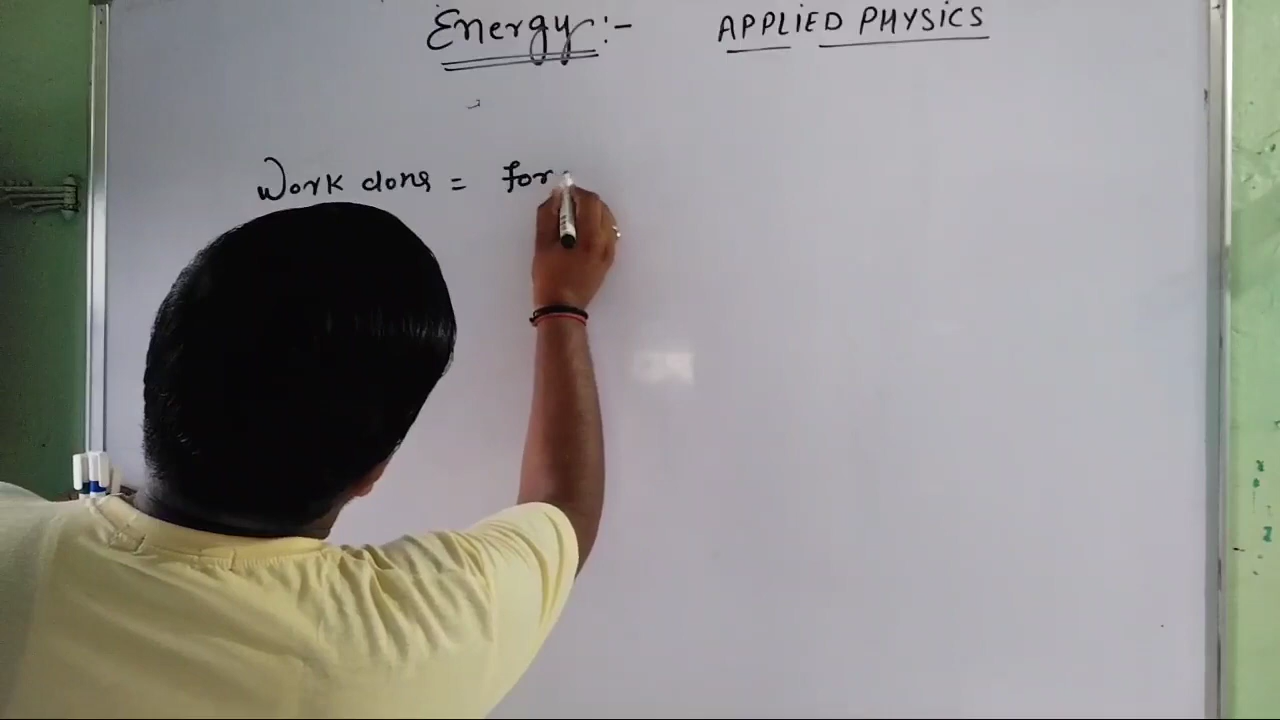 Energy:- APPLIED PHYSICS
Work done = for